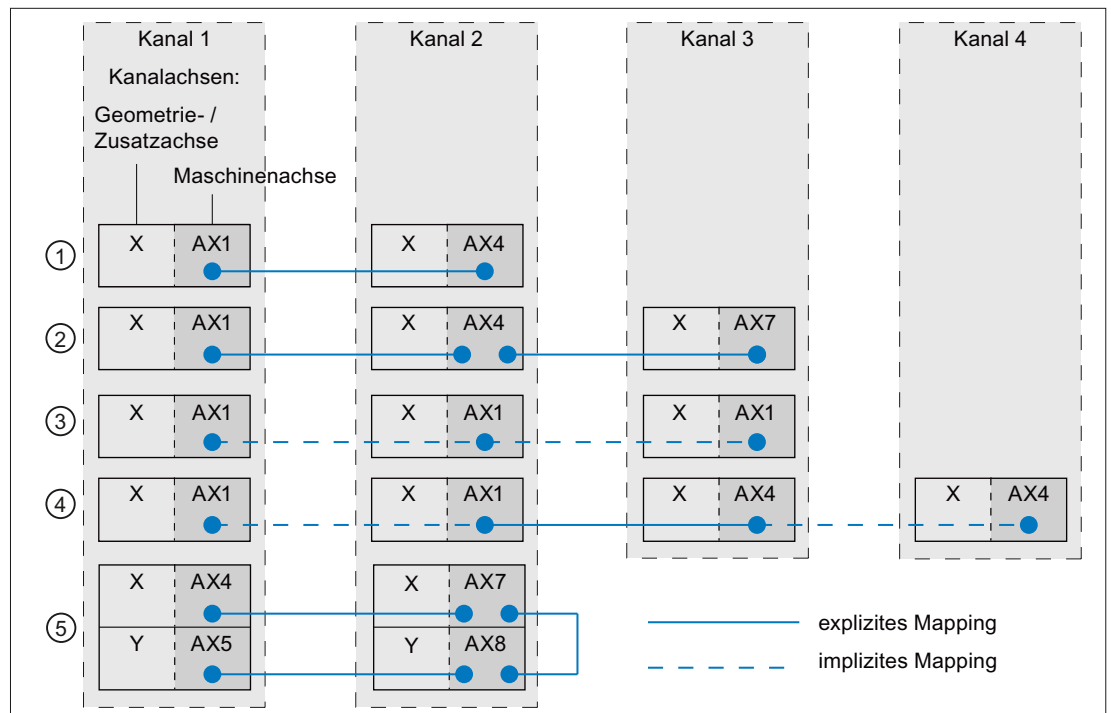 Kanal 1 Kanal 2 Kanal 3 Kanal 4
Kanalachsen:
Geometrie- /
Zusatzachse
Maschinenachse
1 X AX1 X AX4
2 X AX1 X AX4 X AX7
3 X AX1 X AX1 X AX1
4 X AX1 X AX1 X AX4 X AX4
5
X AX4 X AX7
Y AX5 Y AX8
explizites Mapping
implizites Mapping